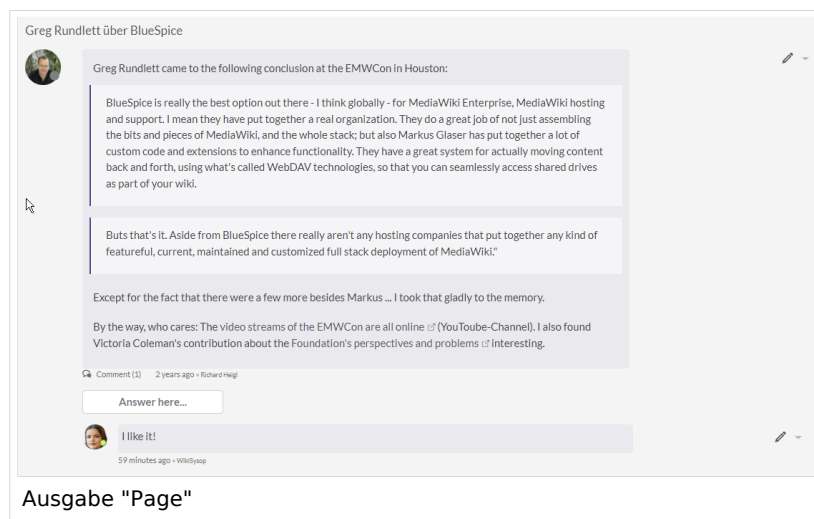 Greg Rundlett über BlueSpice
Greg Rundlett came to the following conclusion at the EMWCon in Houston:
BlueSpice is really the best option out there - I think globally - for MediaWiki Enterprise, MediaWiki hosting
and support. I mean they have put together a real organization. They do a great job of not just assembling
the bits and pieces of MediaWiki, and the whole stack; but also Markus Glaser has put together a lot of
custom code and extensions to enhance functionality. They have a great system for actually moving content
back and forth, using what's called WebDAV technologies, so that you can seamlessly access shared drives
as part of your wiki.
Buts that's it. Aside from BlueSpice there really aren't any hosting companies that put together any kind of
featureful, current, maintained and customized full stack deployment of MediaWiki."
Except for the fact that there were a few more besides Markus ... I took that gladly to the memory.
By the way, who cares: The video streams of the EMWCon are all online (YouToube-Channel). I also found
Victoria Coleman's contribution about the Foundation's perspectives and problems interesting.
Comment (1) 2 years ago • Richard Heigl
Answer here...
I like it!
59 minutes ago • WikiSysop
Ausgabe "Page"